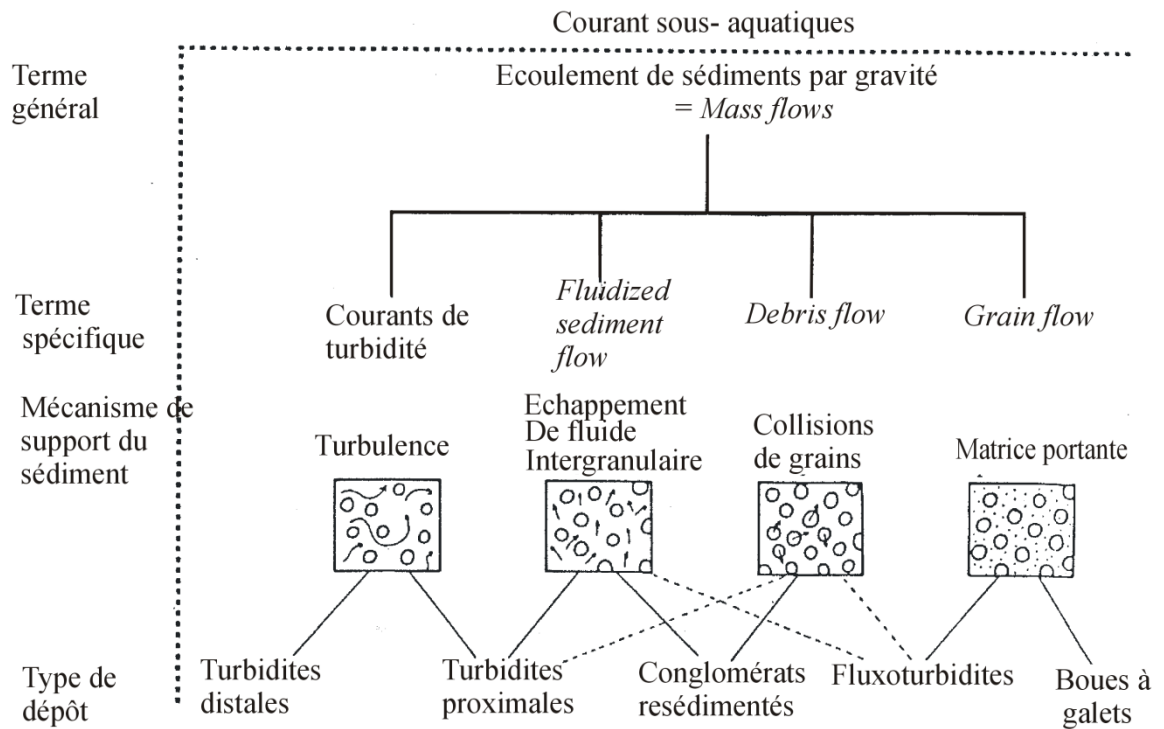 Courant sous- aquatiques
Terme
général
Ecoulement de sédiments par gravité
= Mass flows
Terme
spécifique
Courants de
turbidité
Fluidized
sediment
flow
Debris flow
Grain flow
Mécanisme de
support du
sédiment
Turbulence
Echappement
De fluide
Intergranulaire
Collisions
de grains
Matrice portante
Type de
dépôt
Turbidites
distales
Turbidites
proximales
Conglomérats
resédimentés
Fluxoturbidites
Boues à
galets